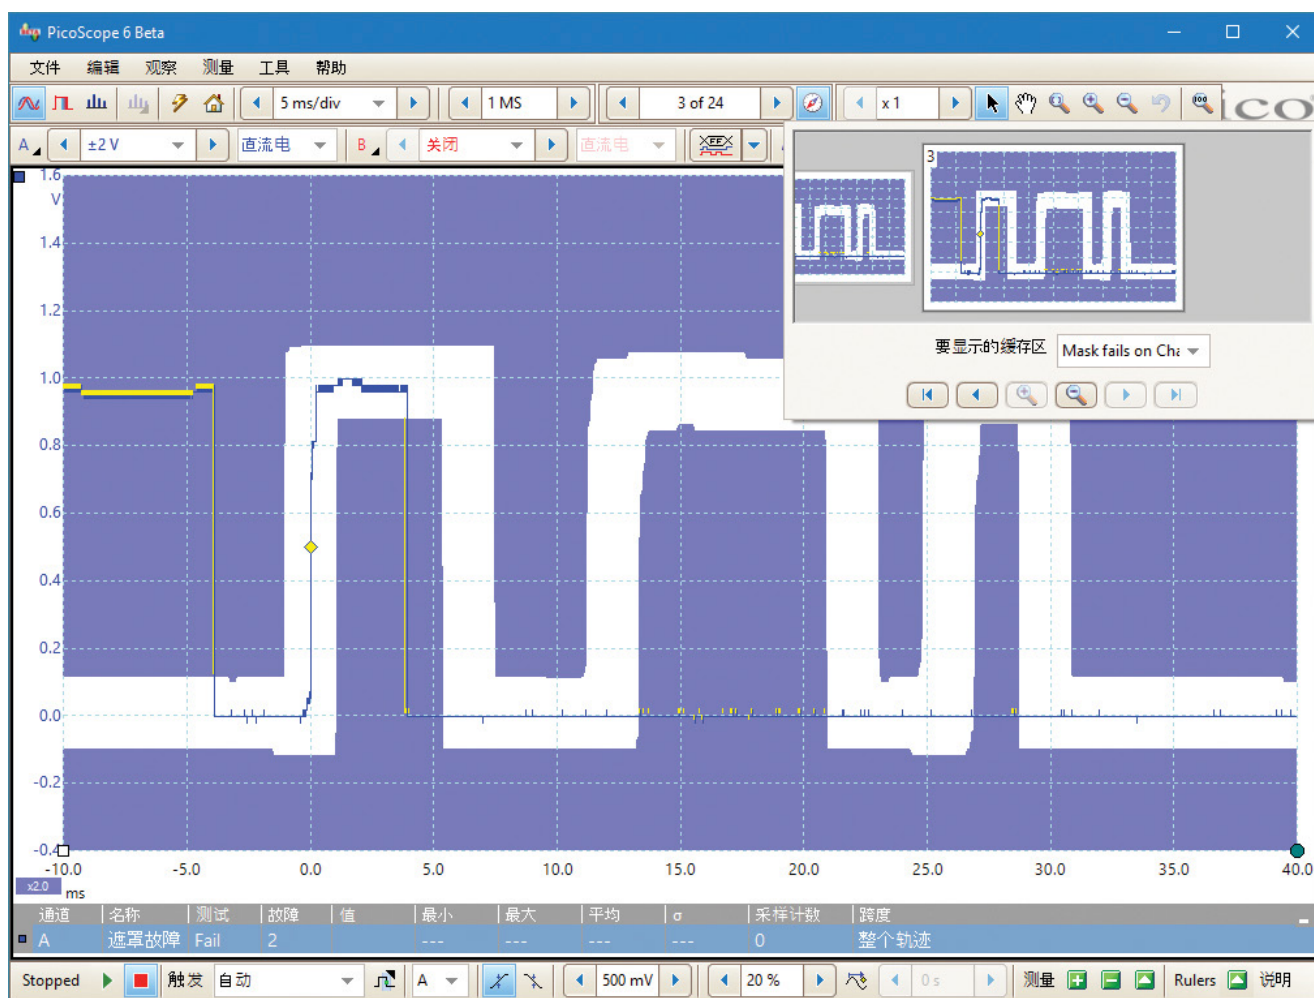 PicoScope 6 Beta
文件 编辑 观察 测量 工具 帮助
5 ms/div 1 MS 3 of 24 x 1
ico
A ±2 V 直流电 B 关闭 直流电
3
要显示的缓存区 Mask fails on Cha
1.6
V
1.4
1.2
1.0
0.8
0.6
0.4
0.2
0.0
-0.2
-0.4
-10.0 -5.0 0.0 5.0 10.0 15.0 20.0 25.0 30.0 35.0 40.0
x2.0 ms
通道 名称 测试 故障 值 最小 最大 平均 σ 采样计数 跨度
A 遮罩故障 Fail 2 --- --- --- --- 0 整个轨迹
Stopped 触发 自动 A 500 mV 20 % 0 s 测量 Rulers 说明